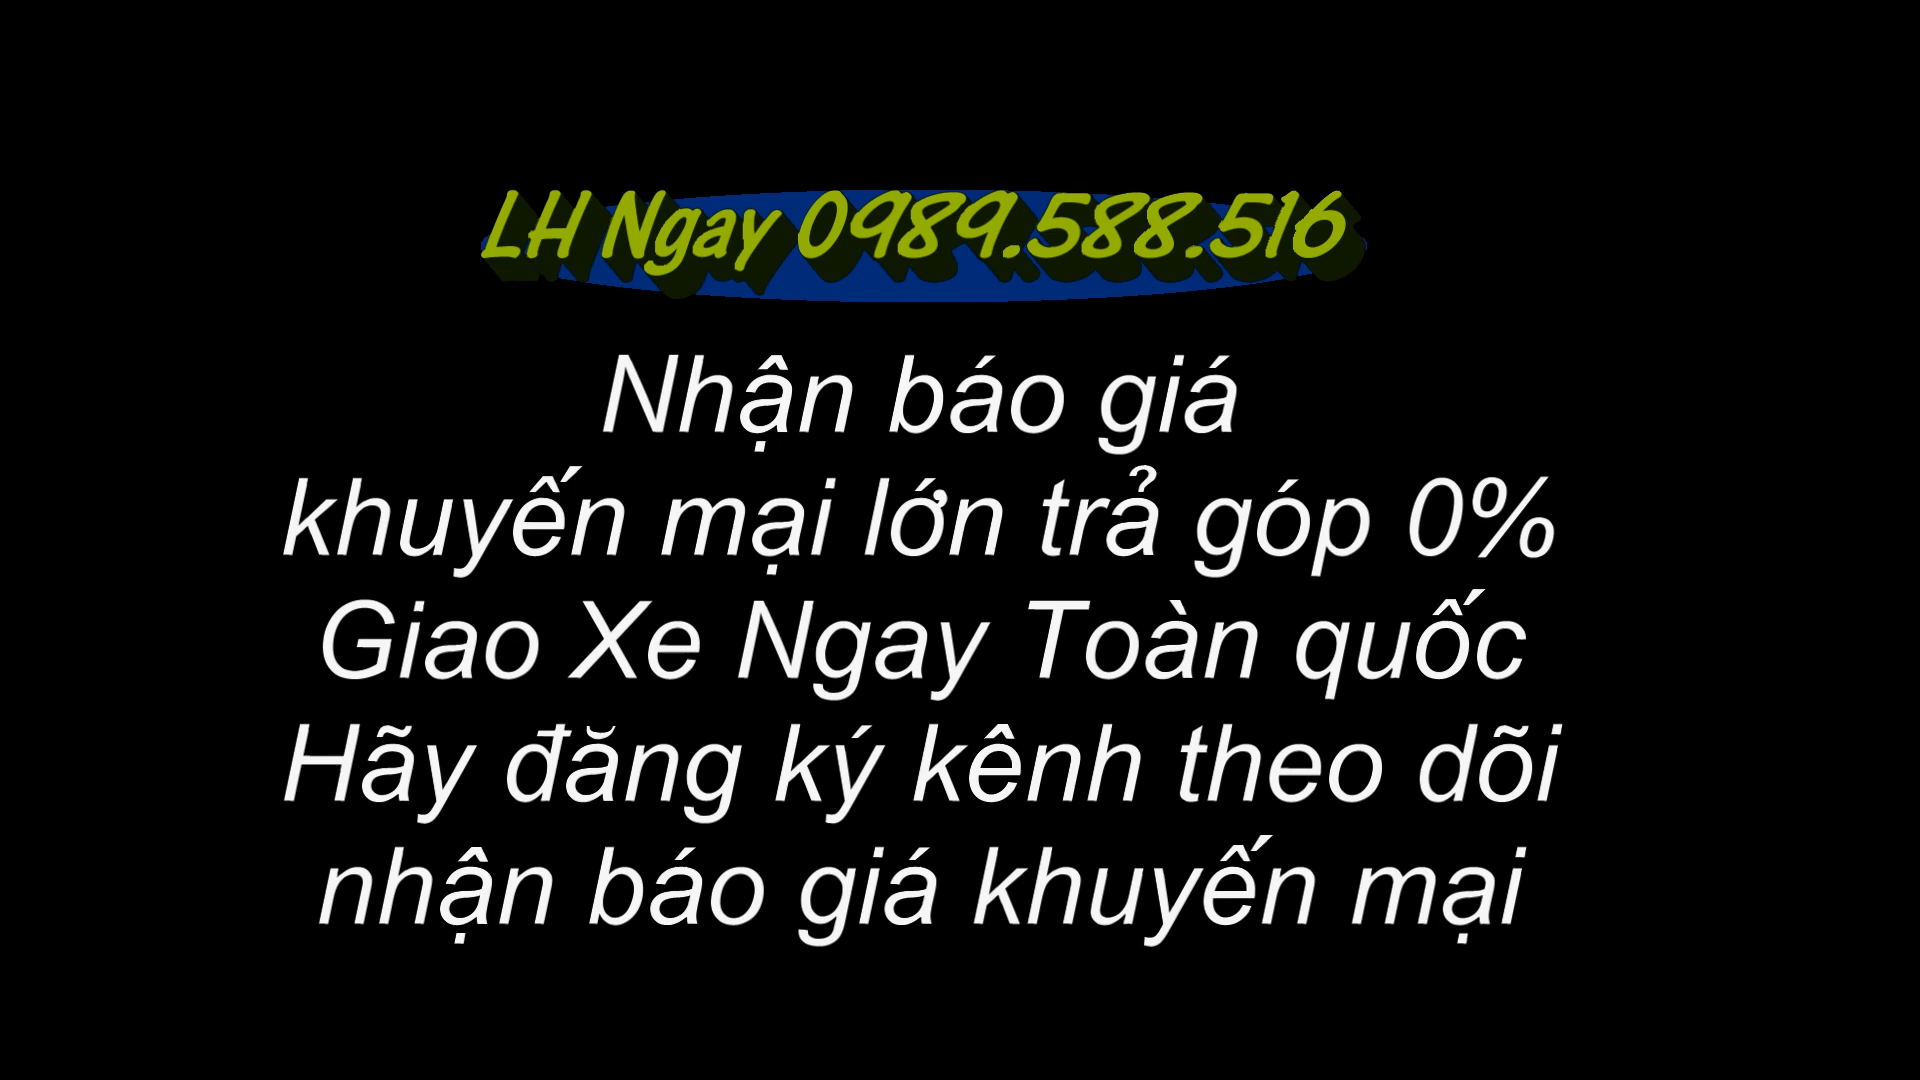 LH Ngay 0989.588.516
Nhận báo giá
khuyến mại lớn trả góp 0%
Giao Xe Ngay Toàn quốc
Hãy đăng ký kênh theo dõi
nhận báo giá khuyến mại